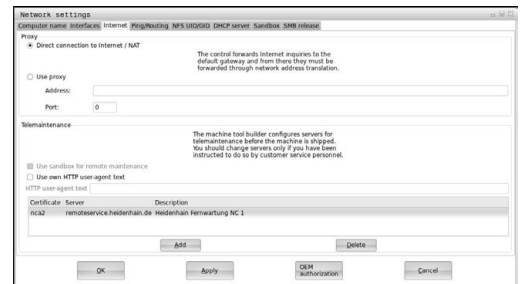 Network settings
Computer name Interfaces Internet Ping/Routing NFS UID/GID DHCP server Sandbox SMB release
Proxy
Direct connection to Internet / NAT
The control forwards Internet inquiries to the
default gateway and from there they must be
forwarded through network address translation.
Use proxy
Address:
Port: 0
Telemaintenance
The machine tool builder configures servers for
telemaintenance before the machine is shipped.
You should change servers only if you have been
instructed to do so by customer service personnel.
Use sandbox for remote maintenance
Use own HTTP user-agent text
HTTP user-agent text
Certificate Server Description
nca2 remoteservice.heidenhain.de Heidenhain Fernwartung NC 1
Add Delete
OK Apply OEM authorization Cancel